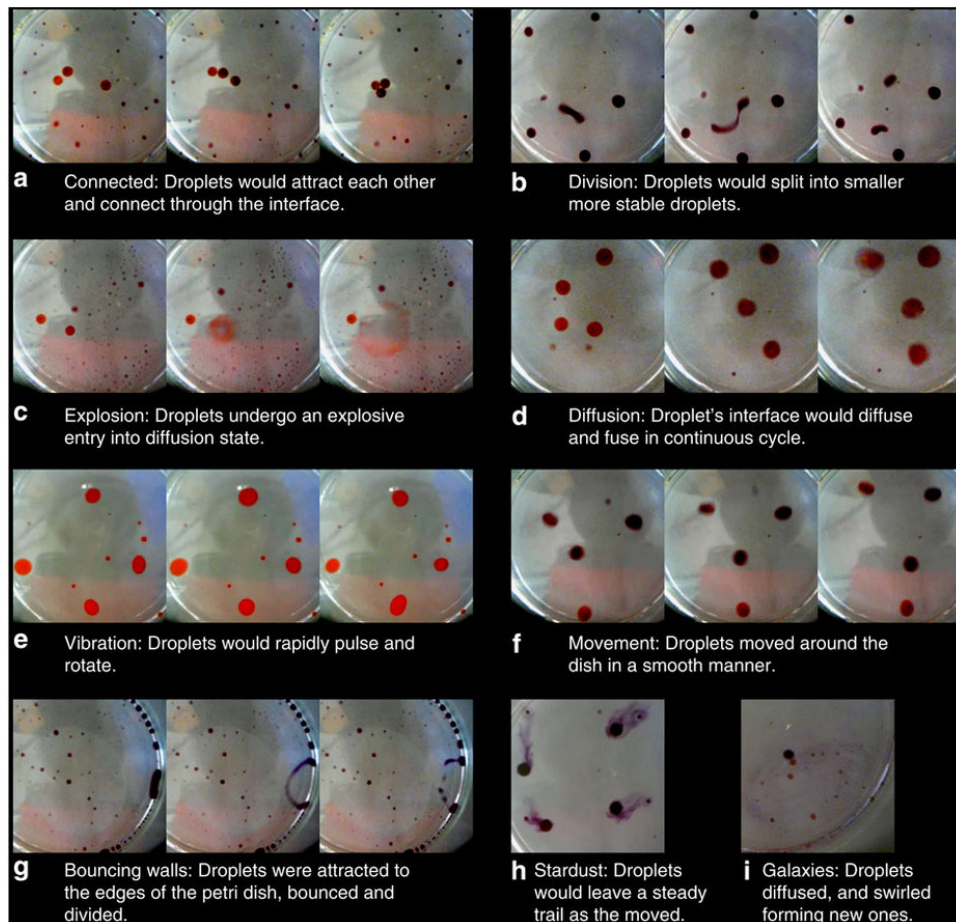 a Connected: Droplets would attract each other
and connect through the interface.
b Division: Droplets would split into smaller
more stable droplets.
c Explosion: Droplets undergo an explosive
entry into diffusion state.
d Diffusion: Droplet's interface would diffuse
and fuse in continuous cycle.
e Vibration: Droplets would rapidly pulse and
rotate.
f Movement: Droplets moved around the
dish in a smooth manner.
g Bouncing walls: Droplets were attracted to
the edges of the petri dish, bounced and
divided.
h Stardust: Droplets
would leave a steady
trail as the moved.
i Galaxies: Droplets
diffused, and swirled
forming new ones.